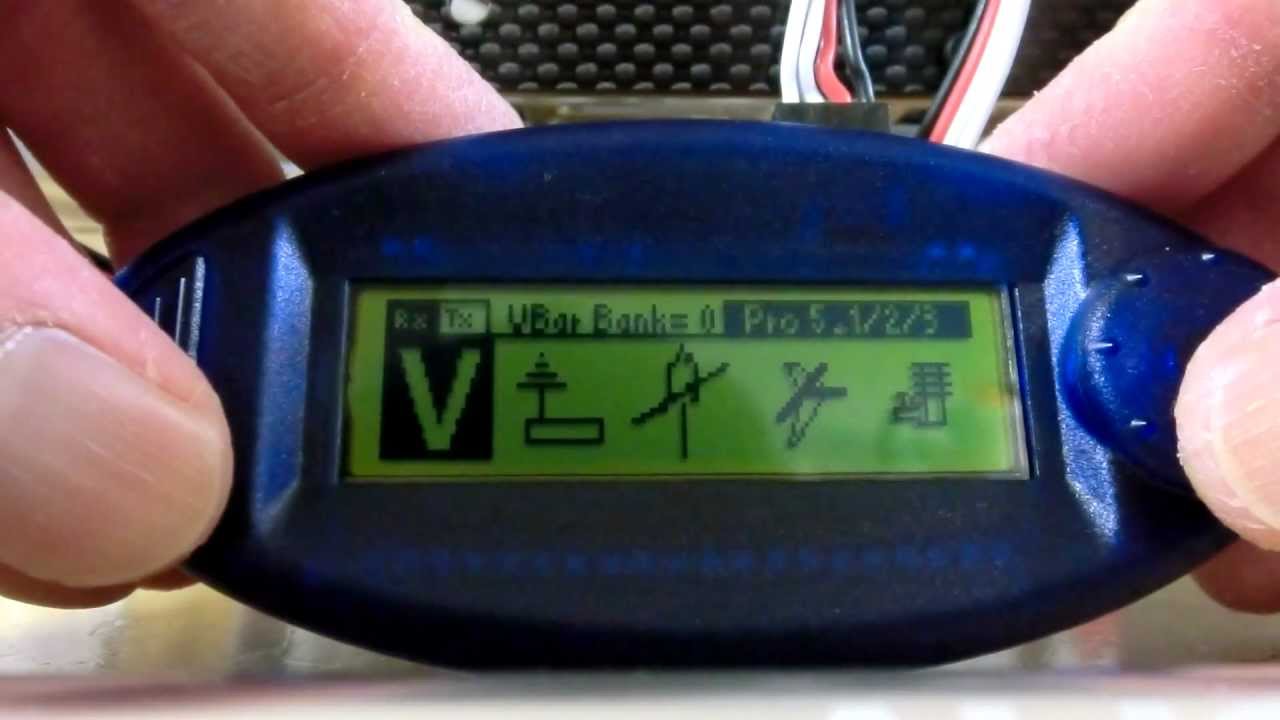 Rx Tx VBar Bank= 0 Pro 5.1/2/3
V